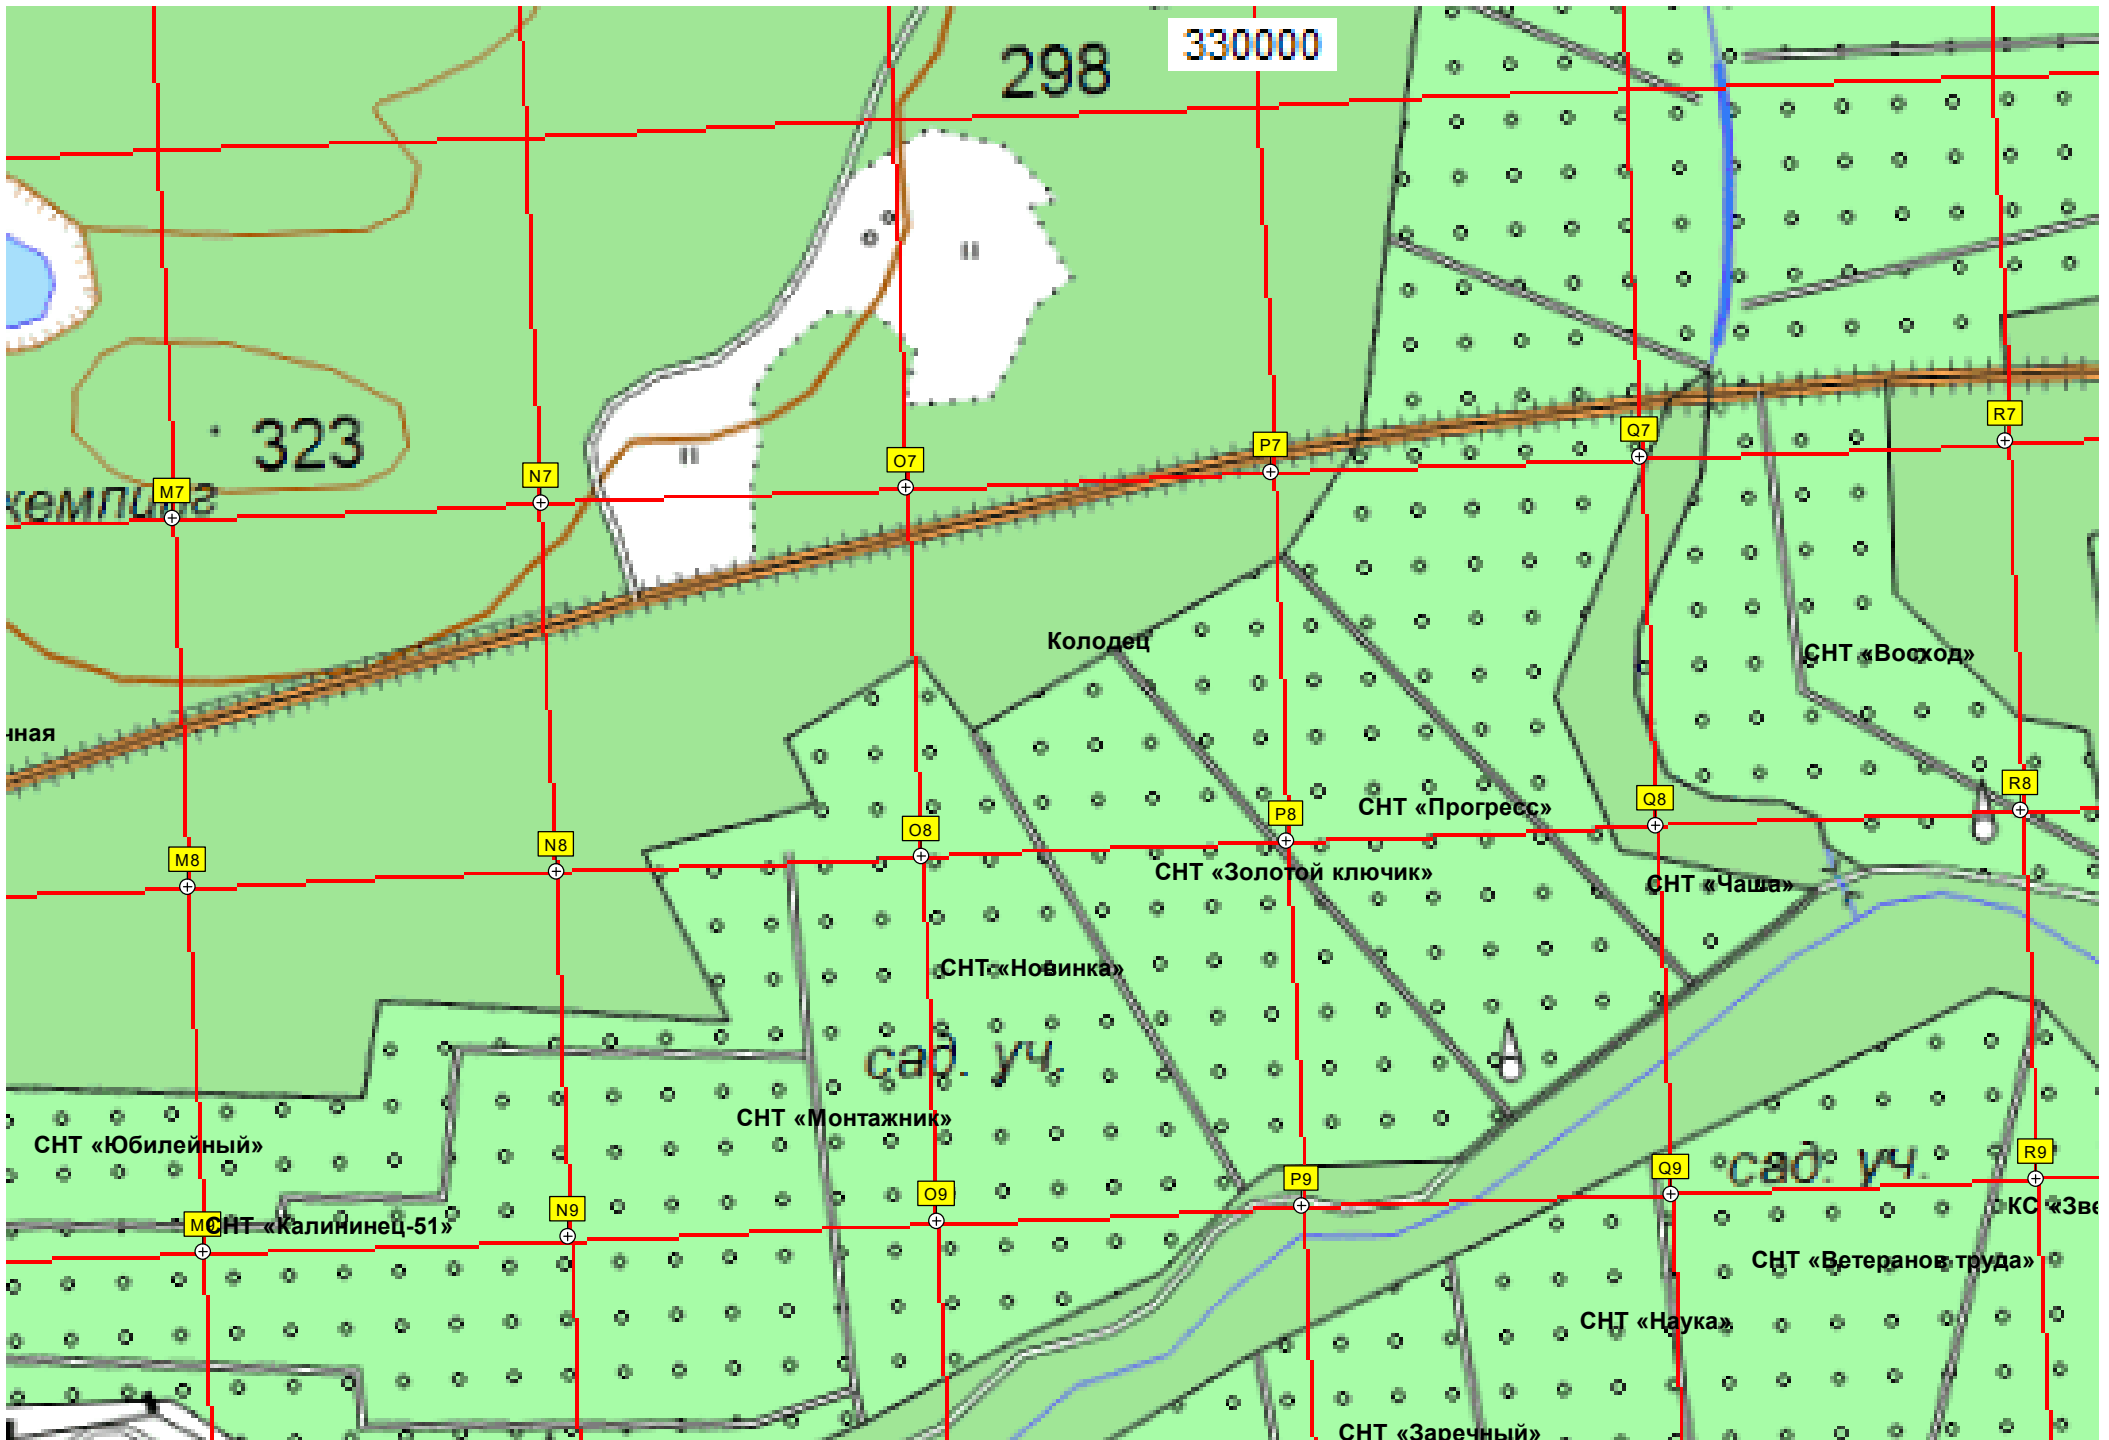 330000
298
R7
Q7
P7
323
O7
N7
M7
кемпинг
Колодец
СНТ «Восход»
чная
R8
Q8
СНТ «Прогресс»
P8
O8
N8
M8
СНТ «Золотой ключик»
СНТ «Чаша»
СНТ «Новинка»
сад. уч.
СНТ «Монтажник»
СНТ «Юбилейный»
R9
Q9
сад. уч.
P9
O9
N9
M9
КС «Зве
СНТ «Калининец-51»
СНТ «Ветеранов труда»
СНТ «Наука»
СНТ «Заречный»